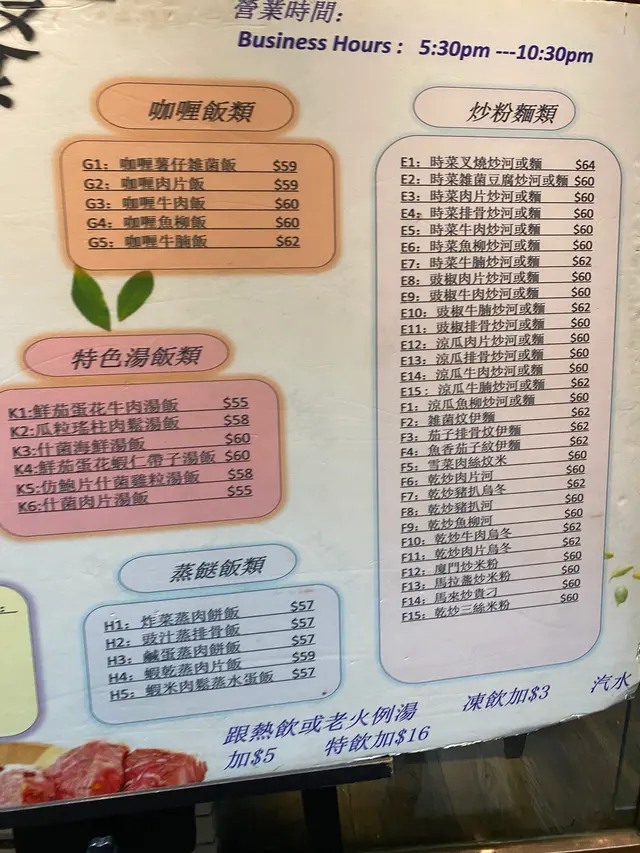 營業時間：
Business Hours： 5:30pm ---10:30pm
咖喱飯類
G1： 咖喱薯仔雜菌飯 $59
G2： 咖喱肉片飯 $59
G3： 咖喱牛肉飯 $60
G4： 咖喱魚柳飯 $60
G5： 咖喱牛腩飯 $62
特色湯飯類
K1:鮮茄蛋花牛肉湯飯 $55
K2:瓜粒瑤柱肉鬆湯飯 $58
K3:什菌海鮮湯飯 $60
K4:鮮茄蛋花蝦仁帶子湯飯 $60
K5:仿鮑片什菌雞粒湯飯 $58
K6:什菌肉片湯飯 $55
蒸餸飯類
H1： 炸菜蒸肉餅飯 $57
H2： 豉汁蒸排骨飯 $57
H3： 鹹蛋蒸肉餅飯 $57
H4： 蝦乾蒸肉片飯 $59
H5： 蝦米肉鬆蒸水蛋飯 $57
炒粉麵類
E1： 時菜叉燒炒河或麵 $64
E2： 時菜雜菌豆腐炒河或麵 $60
E3： 時菜肉片炒河或麵 $60
E4： 時菜排骨炒河或麵 $60
E5： 時菜牛肉炒河或麵 $60
E6： 時菜魚柳炒河或麵 $60
E7： 時菜牛腩炒河或麵 $62
E8： 豉椒肉片炒河或麵 $60
E9： 豉椒牛肉炒河或麵 $60
E10： 豉椒牛腩炒河或麵 $62
E11： 豉椒排骨炒河或麵 $60
E12： 涼瓜肉片炒河或麵 $60
E13： 涼瓜排骨炒河或麵 $60
E14： 涼瓜牛肉炒河或麵 $60
E15： 涼瓜牛腩炒河或麵 $62
F1： 涼瓜魚柳炒河或麵 $60
F2： 雜菌炆伊麵 $62
F3： 茄子排骨炆伊麵 $62
F4： 魚香茄子紋伊麵 $62
F5： 雪菜肉絲炆米 $60
F6： 乾炒肉片河 $60
F7： 乾炒豬扒烏冬 $62
F8： 乾炒豬扒河 $60
F9： 乾炒魚柳河 $60
F10： 乾炒牛肉烏冬 $62
F11： 乾炒肉片烏冬 $62
F12： 廈門炒米粉 $60
F13： 馬拉盞炒米粉 $60
F14： 馬來炒貴刁 $60
F15： 乾炒三絲米粉 $60
跟熱飲或老火例湯 凍飲加$3 汽水
加$5 特飲加$16